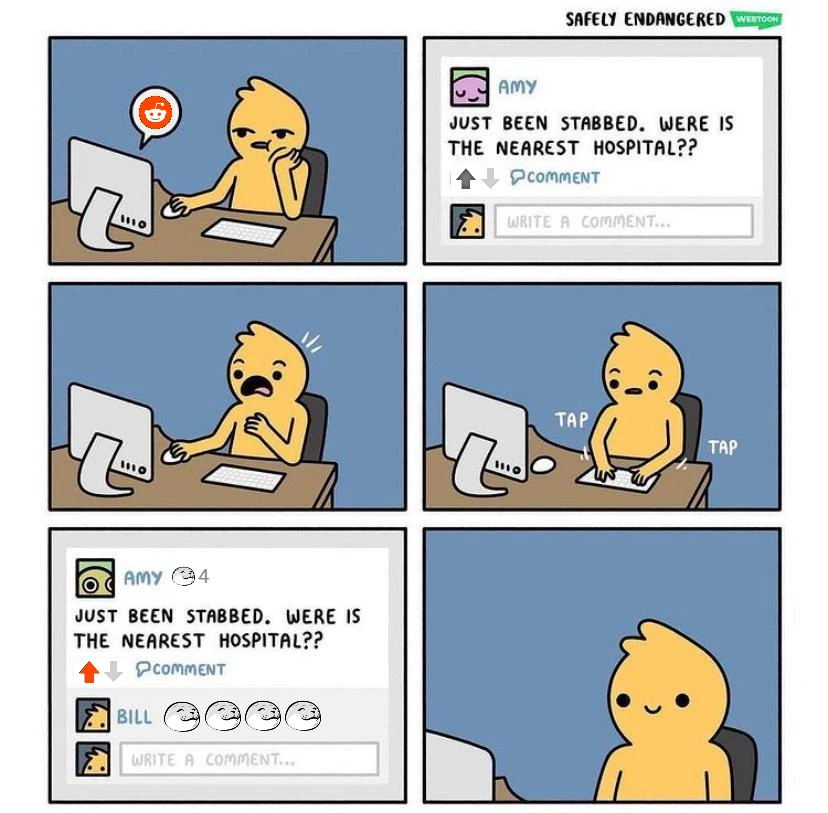 SAFELY ENDANGERED WEBTOON
AMY
JUST BEEN STABBED. WERE IS
THE NEAREST HOSPITAL??
COMMENT
WRITE A COMMENT...
TAP
TAP
AMY 4
JUST BEEN STABBED. WERE IS
THE NEAREST HOSPITAL??
COMMENT
BILL
WRITE A COMMENT...